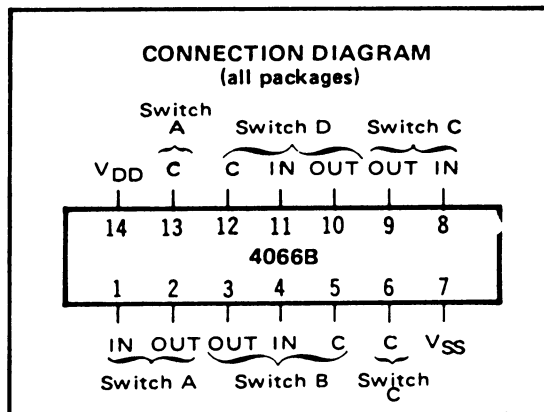 CONNECTION DIAGRAM
(all packages)
Switch
A
Switch D
Switch C
VDD C C IN OUT OUT IN
14 13 12 11 10 9 8
4066B
1 2 3 4 5 6 7
IN OUT OUT IN C C VSS
Switch A
Switch B
Switch
C